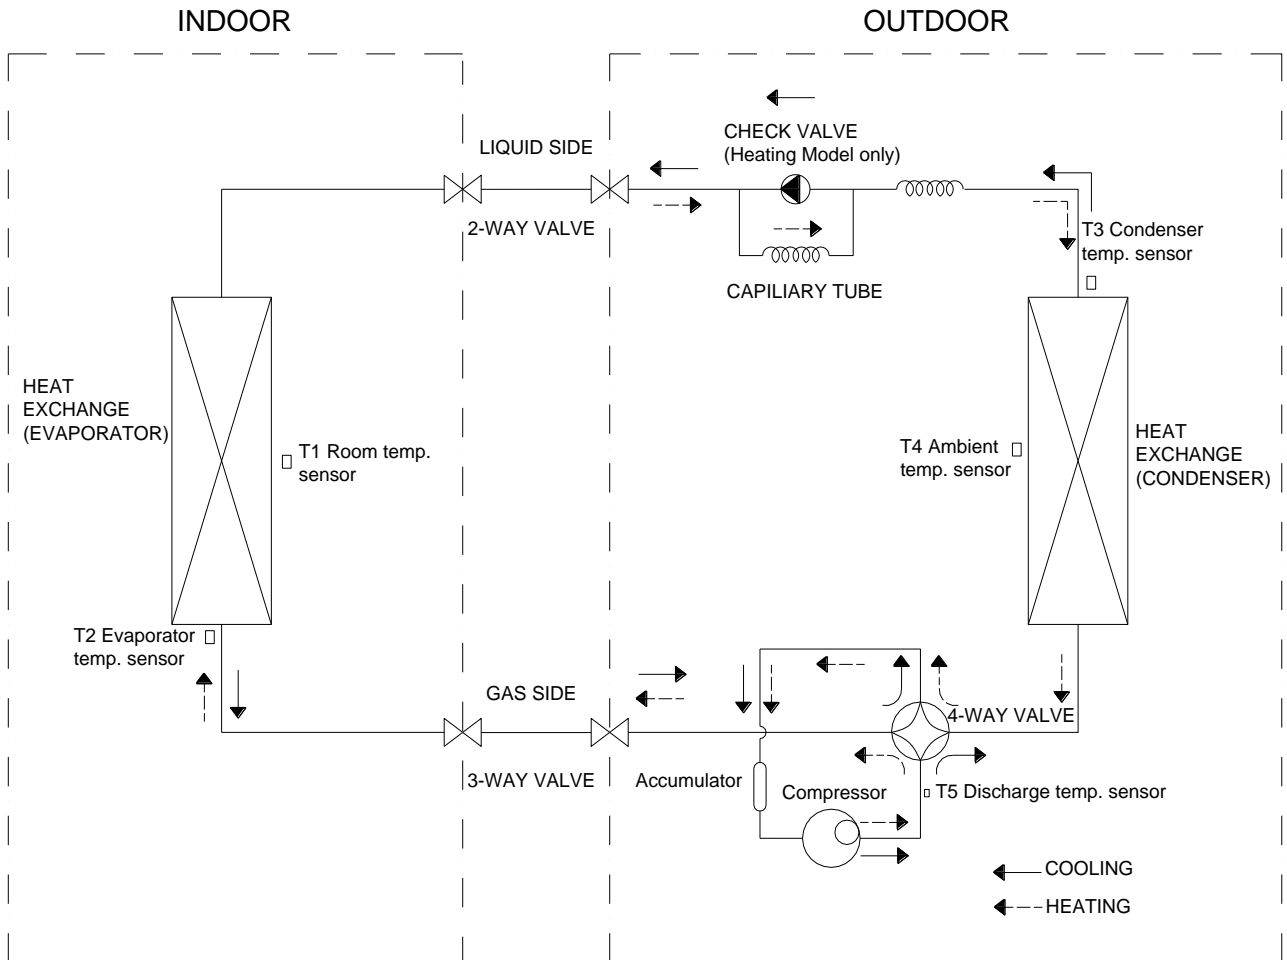 INDOOR
OUTDOOR
CHECK VALVE
(Heating Model only)
LIQUID SIDE
2-WAY VALVE
T3 Condenser
temp. sensor
CAPILIARY TUBE
HEAT
EXCHANGE
(EVAPORATOR)
T1 Room temp.
sensor
T4 Ambient
temp. sensor
HEAT
EXCHANGE
(CONDENSER)
T2 Evaporator
temp. sensor
GAS SIDE
4-WAY VALVE
3-WAY VALVE
Accumulator
Compressor
T5 Discharge temp. sensor
COOLING
HEATING